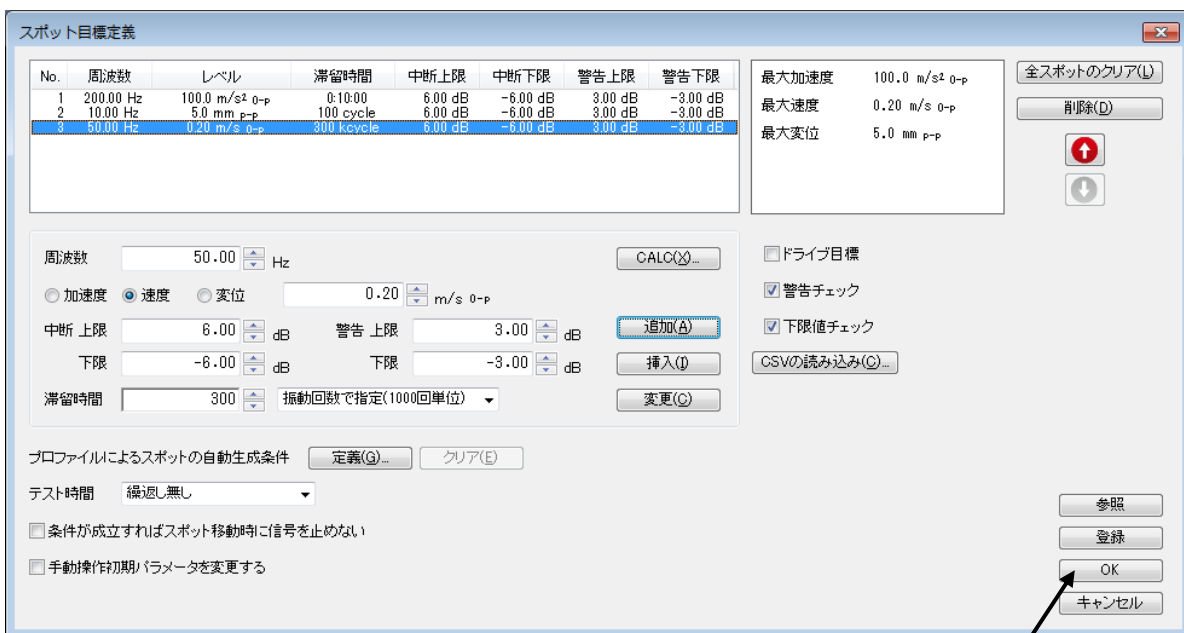 スポット目標定義
No. 周波数 レベル 滞留時間 中断上限 中断下限 警告上限 警告下限
1 200.00 Hz 100.0 m/s² 0-p 0:10:00 6.00 dB -6.00 dB 3.00 dB -3.00 dB
2 10.00 Hz 5.0 mm p-p 100 cycle 6.00 dB -6.00 dB 3.00 dB -3.00 dB
3 50.00 Hz 0.20 m/s 0-p 300 kcycle 6.00 dB -6.00 dB 3.00 dB -3.00 dB
最大加速度 100.0 m/s² 0-p
最大速度 0.20 m/s 0-p
最大変位 5.0 mm p-p
全スポットのクリア(L)
削除(D)
周波数 50.00 Hz CALC(X)...
加速度 速度 変位 0.20 m/s 0-P
中断 上限 6.00 dB 警告 上限 3.00 dB 追加(A)
下限 -6.00 dB 下限 -3.00 dB 挿入(I)
滞留時間 300 振動回数で指定(1000回単位) 変更(C)
ドライブ目標
警告チェック
下限値チェック
CSVの読み込み(C)...
プロファイルによるスポットの自動生成条件 定義(G)... クリア(E)
テスト時間 繰返し無し
条件が成立すればスポット移動時に信号を止めない
手動操作初期パラメータを変更する
参照
登録
OK
キャンセル